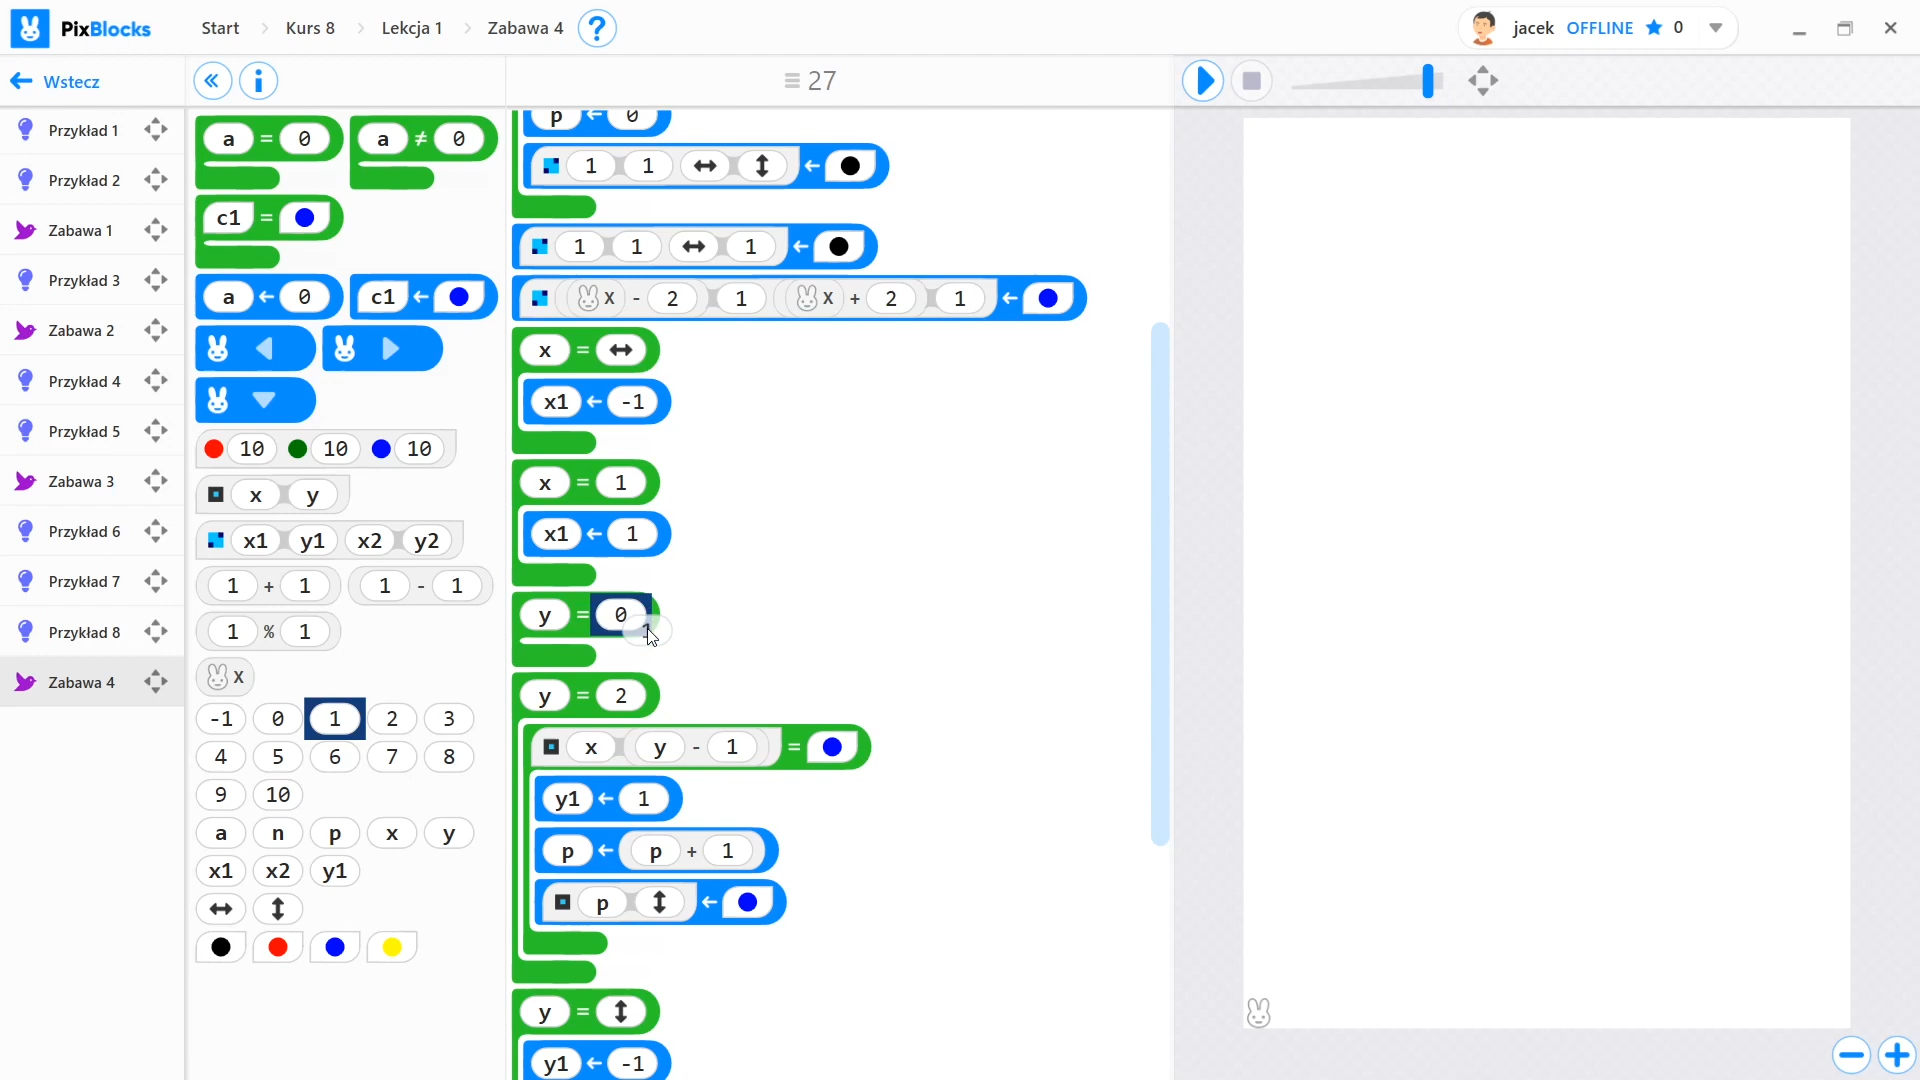 PixBlocks Start Kurs 8 Lekcja 1 Zabawa 4 ? jacek OFFLINE 0
Wstecz 27
Przykład 1
Przykład 2
Zabawa 1
Przykład 3
Zabawa 2
Przykład 4
Przykład 5
Zabawa 3
Przykład 6
Przykład 7
Przykład 8
Zabawa 4
a = 0 a ≠ 0
c1 =
a ← 0 c1 ←
10 10 10
x y
x1 y1 x2 y2
1 + 1 1 - 1
1 % 1
X
-1 0 1 2 3
4 5 6 7 8
9 10
a n p x y
x1 x2 y1
p ← 0
1 1 ↔ ↕ ←
1 1 ↔ 1 ←
X - 2 1 X + 2 1 ←
x = ↔
x1 ← -1
x = 1
x1 ← 1
y = 0
y = 2
x y - 1 =
y1 ← 1
p ← p + 1
p ↕ ←
y = ↕
y1 ← -1